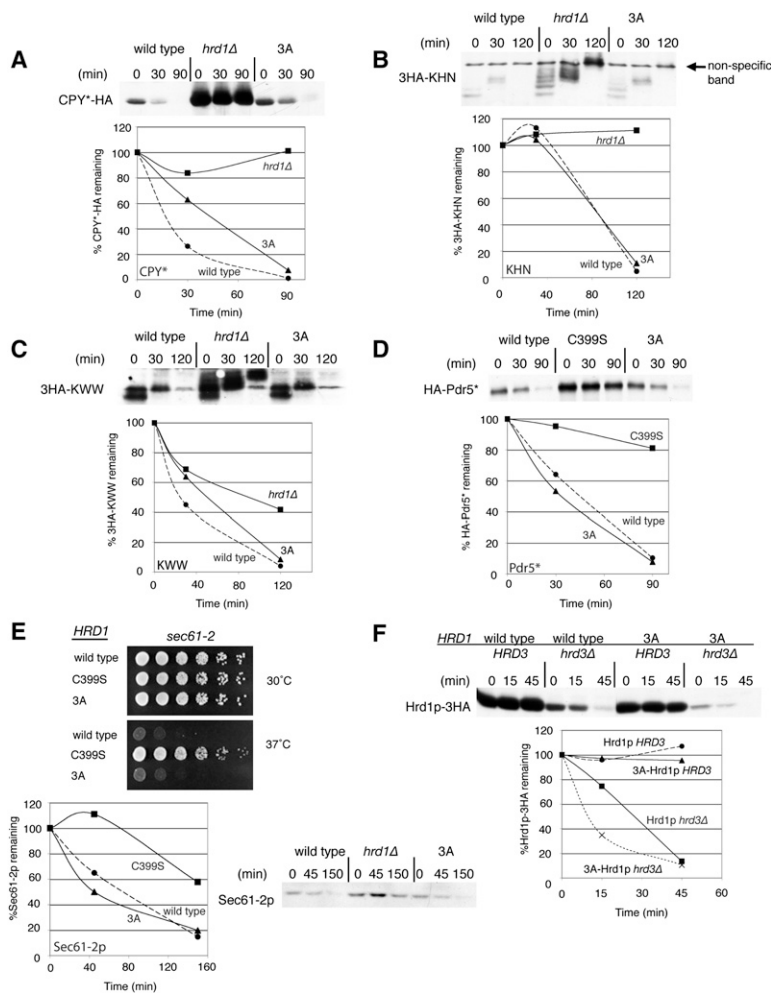 A
wild type hrd1Δ 3A
(min) 0 30 90 0 30 90 0 30 90
CPY*-HA
% CPY*-HA remaining
120
100
80
60
40
20
0
hrd1Δ
3A
wild type
CPY*
0 30 60 90
Time (min)
B
wild type hrd1Δ 3A
(min) 0 30 120 0 30 120 0 30 120
3HA-KHN
non-specific
band
% 3HA-KHN remaining
120
100
80
60
40
20
0
hrd1Δ
wild type
3A
KHN
0 40 80 120
Time (min)
C
wild type hrd1Δ 3A
(min) 0 30 120 0 30 120 0 30 120
3HA-KWW
% 3HA-KWW remaining
100
80
60
40
20
0
hrd1Δ
3A
wild type
KWW
0 40 80 120
Time (min)
D
wild type C399S 3A
(min) 0 30 90 0 30 90 0 30 90
HA-Pdr5*
% HA-Pdr5* remaining
100
80
60
40
20
0
C399S
wild type
3A
Pdr5*
0 30 60 90
Time (min)
E
HRD1 sec61-2
wild type
C399S
3A
30˚C
wild type
C399S
3A
37˚C
%Sec61-2p remaining
120
100
80
60
40
20
0
C399S
wild type
3A
Sec61-2p
0 40 80 120 160
Time (min)
wild type hrd1Δ 3A
(min) 0 45 150 0 45 150 0 45 150
Sec61-2p
F
HRD1 wild type wild type 3A 3A
HRD3 hrd3Δ HRD3 hrd3Δ
(min) 0 15 45 0 15 45 0 15 45 0 15 45
Hrd1p-3HA
%Hrd1p-3HA remaining
120
100
80
60
40
20
0
Hrd1p HRD3
3A-Hrd1p HRD3
Hrd1p hrd3Δ
3A-Hrd1p hrd3Δ
0 15 30 45 60
Time (min)